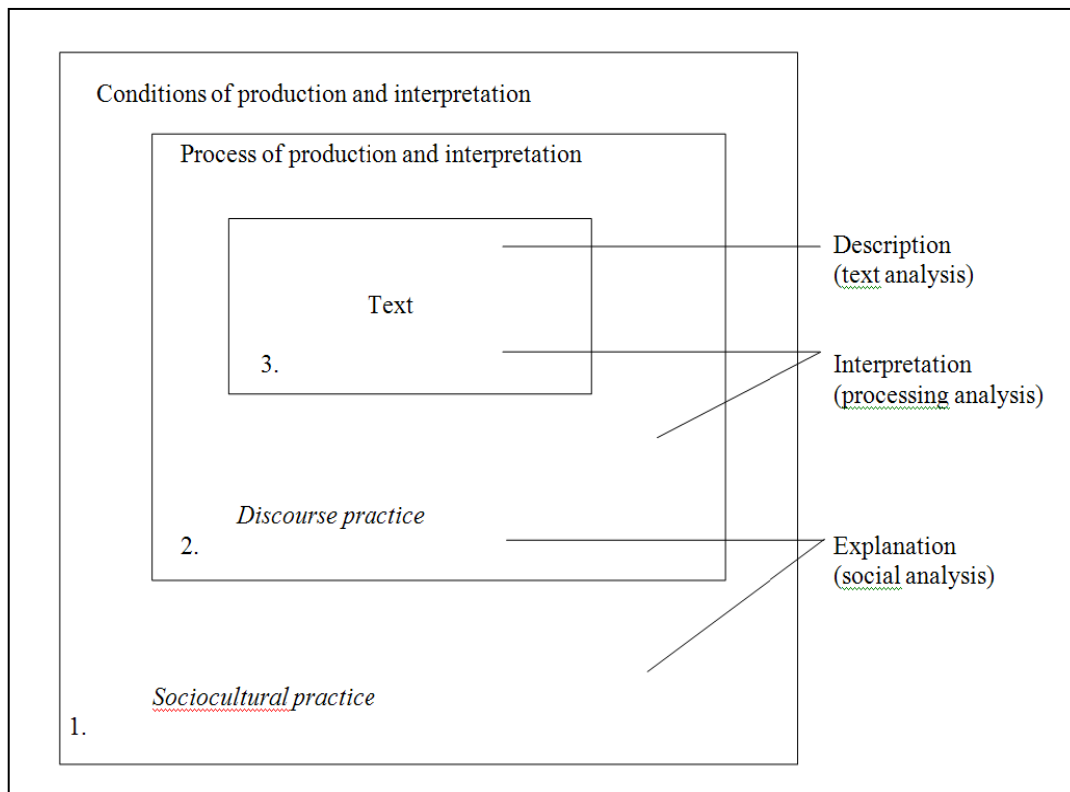 Conditions of production and interpretation
Process of production and interpretation
Description
(text analysis)
Text
3.
Interpretation
(processing analysis)
Discourse practice
2.
Explanation
(social analysis)
Sociocultural practice
1.